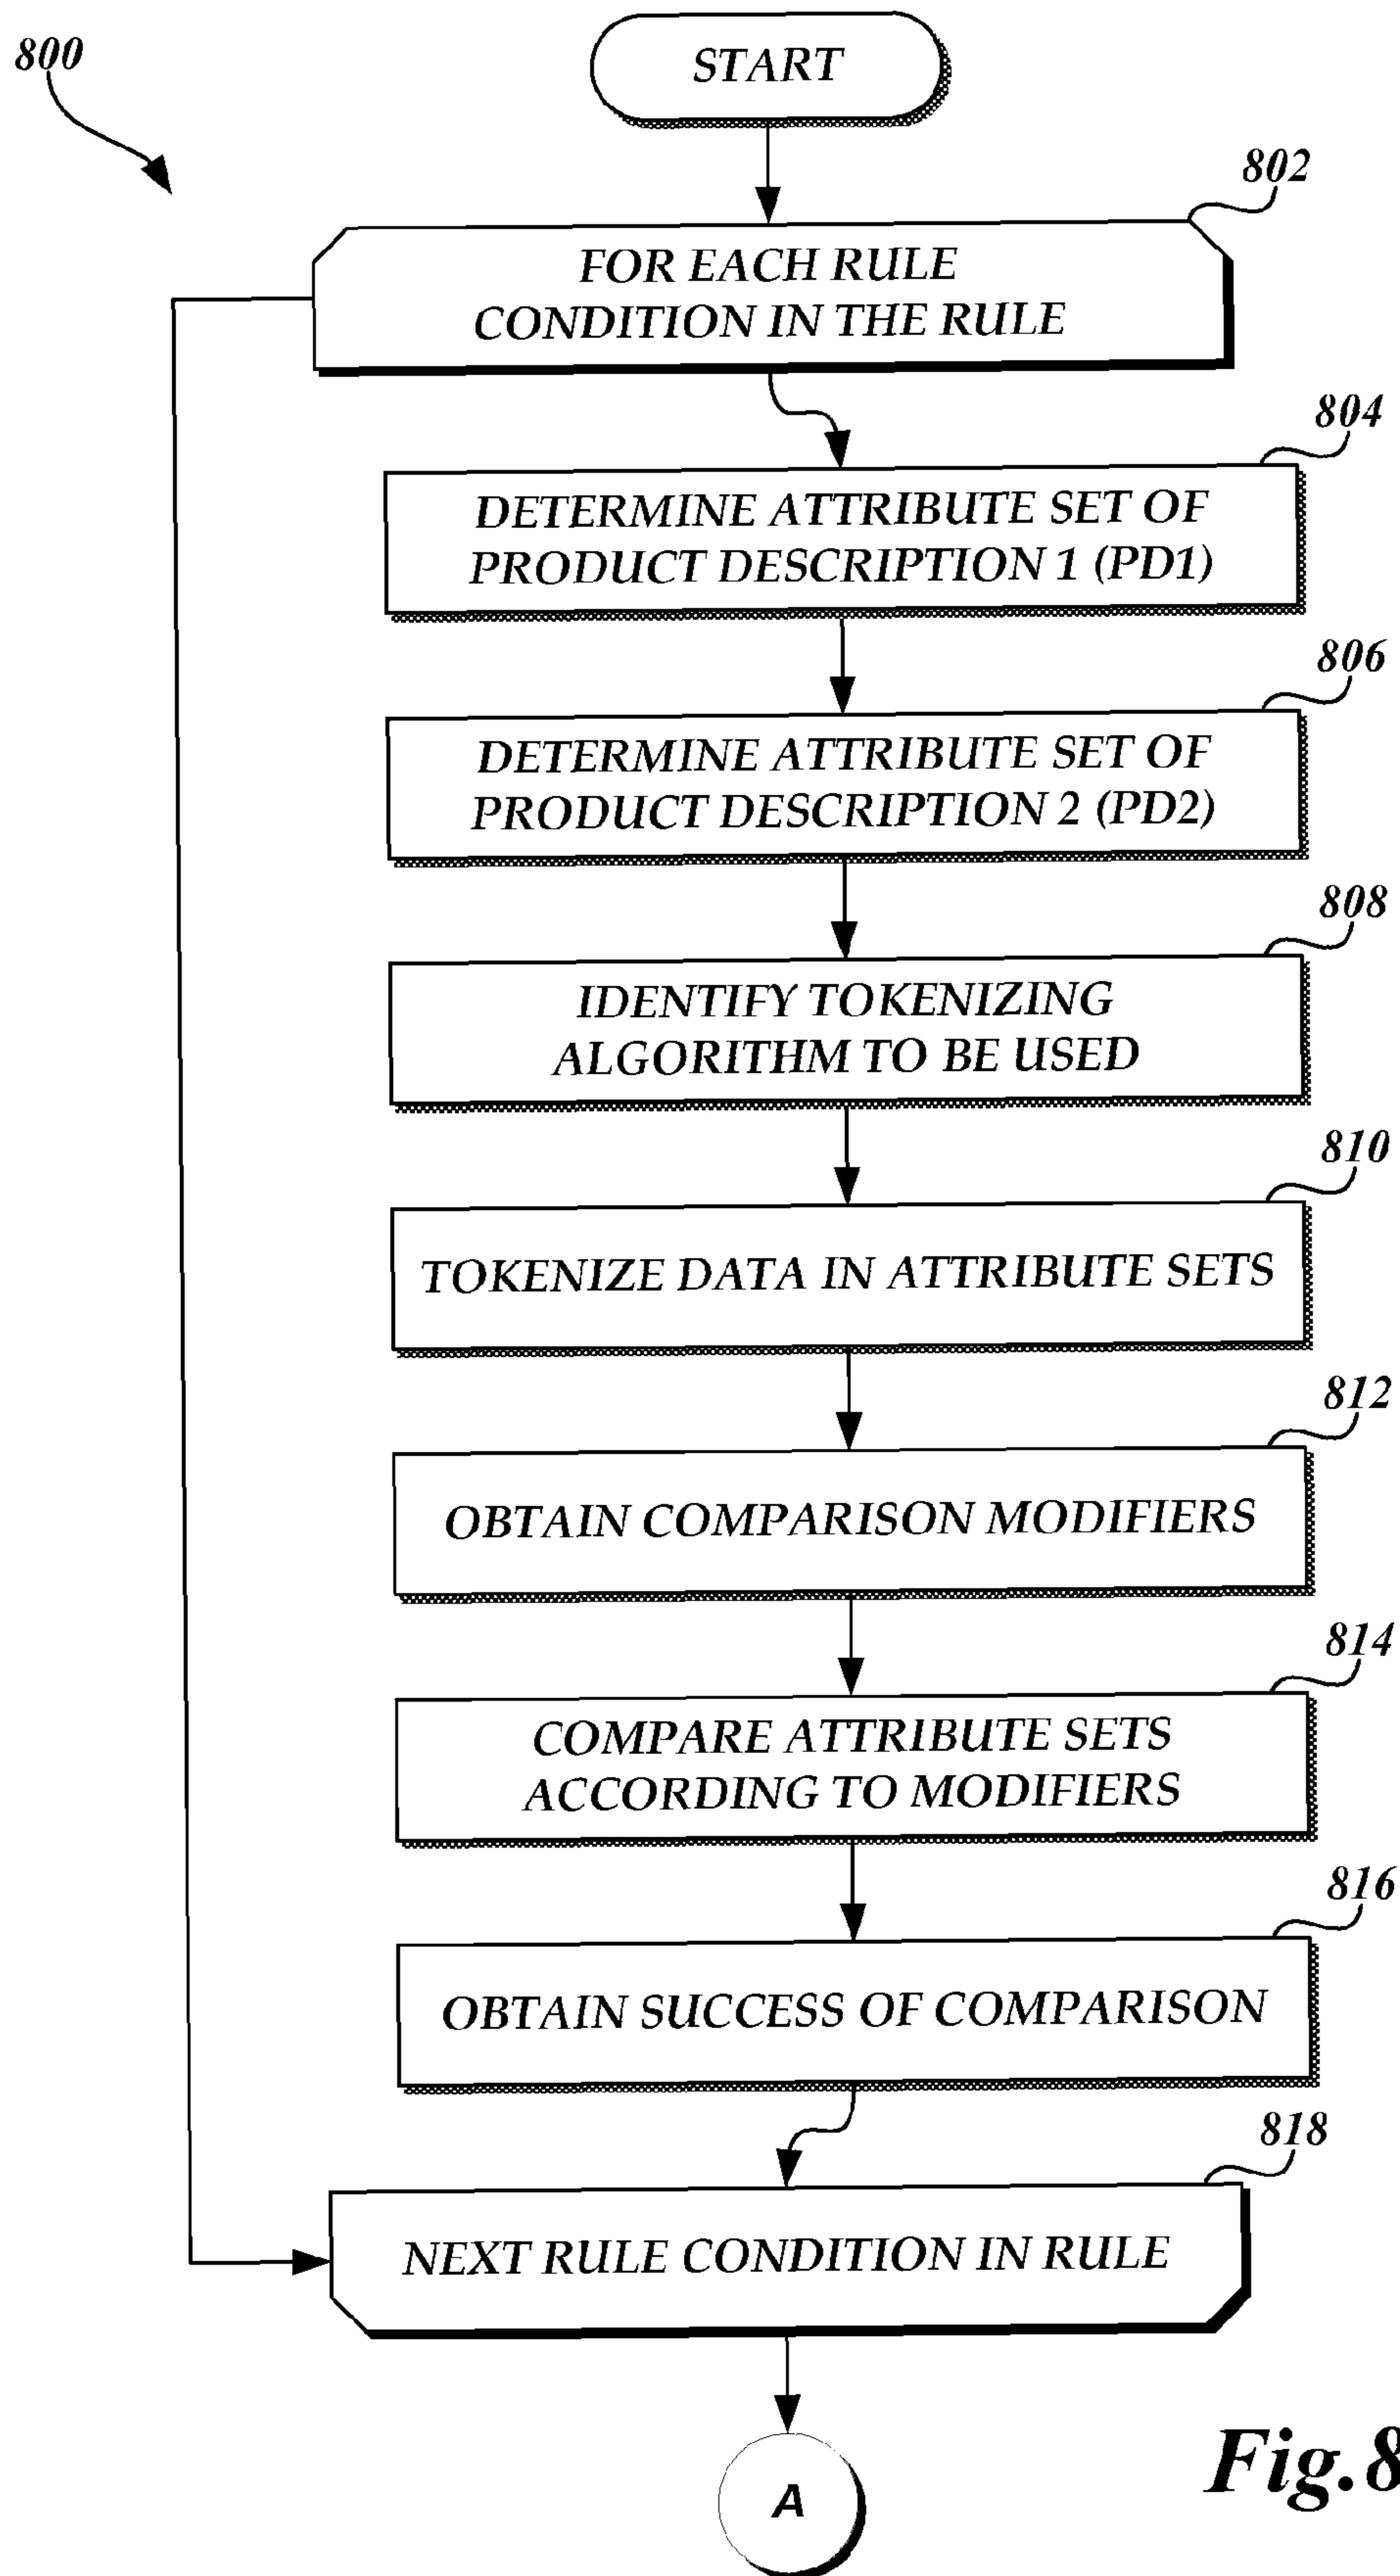 800
START
802
FOR EACH RULE
CONDITION IN THE RULE
804
DETERMINE ATTRIBUTE SET OF
PRODUCT DESCRIPTION 1 (PD1)
806
DETERMINE ATTRIBUTE SET OF
PRODUCT DESCRIPTION 2 (PD2)
808
IDENTIFY TOKENIZING
ALGORITHM TO BE USED
810
TOKENIZE DATA IN ATTRIBUTE SETS
812
OBTAIN COMPARISON MODIFIERS
814
COMPARE ATTRIBUTE SETS
ACCORDING TO MODIFIERS
816
OBTAIN SUCCESS OF COMPARISON
818
NEXT RULE CONDITION IN RULE
A
Fig.8